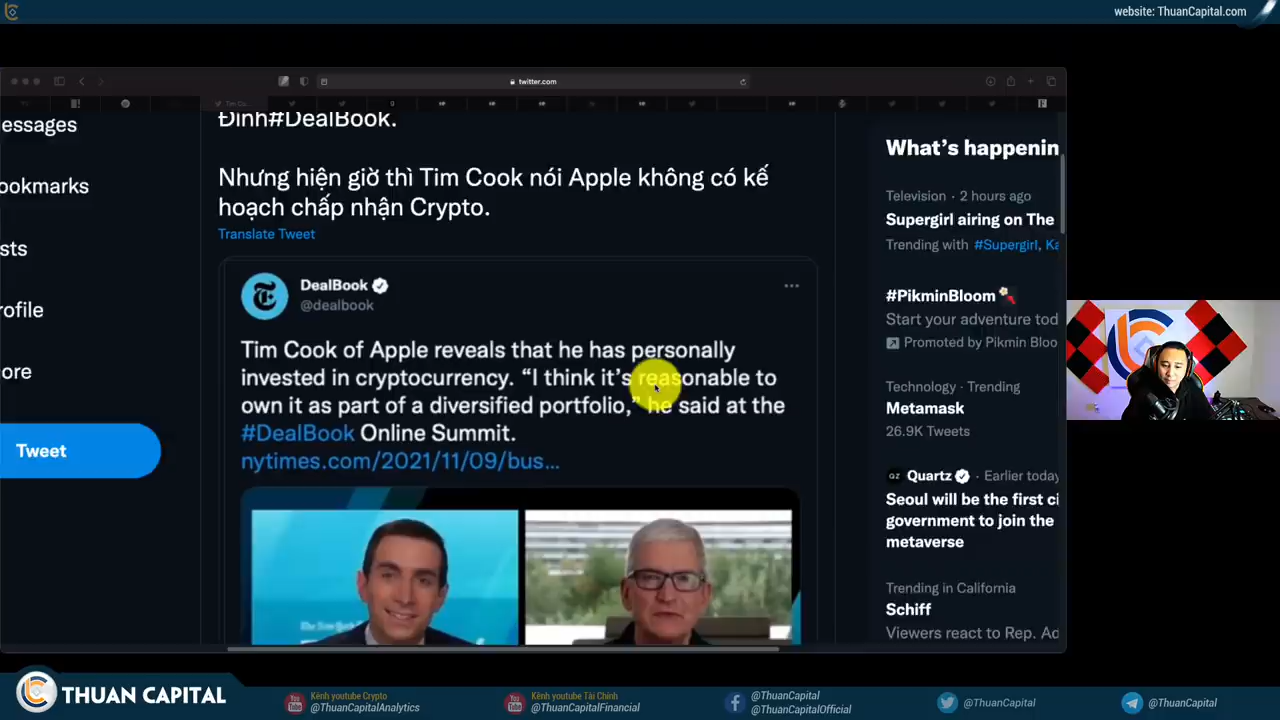 website: ThuanCapital.com
twitter.com
essages
ookmarks
sts
rofile
ore
Tweet
Đinh#DealBook.
Nhưng hiện giờ thì Tim Cook nói Apple không có kế
hoạch chấp nhận Crypto.
Translate Tweet
DealBook
@dealbook
Tim Cook of Apple reveals that he has personally
invested in cryptocurrency. “I think it’s reasonable to
own it as part of a diversified portfolio,” he said at the
#DealBook Online Summit.
nytimes.com/2021/11/09/bus...
What’s happenin
Television · 2 hours ago
Supergirl airing on The
Trending with #Supergirl, Ka
#PikminBloom
Start your adventure tod
Promoted by Pikmin Bloo
Technology · Trending
Metamask
26.9K Tweets
Quartz · Earlier today
Seoul will be the first ci
government to join the
metaverse
Trending in California
Schiff
Viewers react to Rep. Ad
THUAN CAPITAL
Kênh youtube Crypto
@ThuanCapitalAnalytics
Kênh youtube Tài Chính
@ThuanCapitalFinancial
@ThuanCapital
@ThuanCapitalOfficial
@ThuanCapital
@ThuanCapital